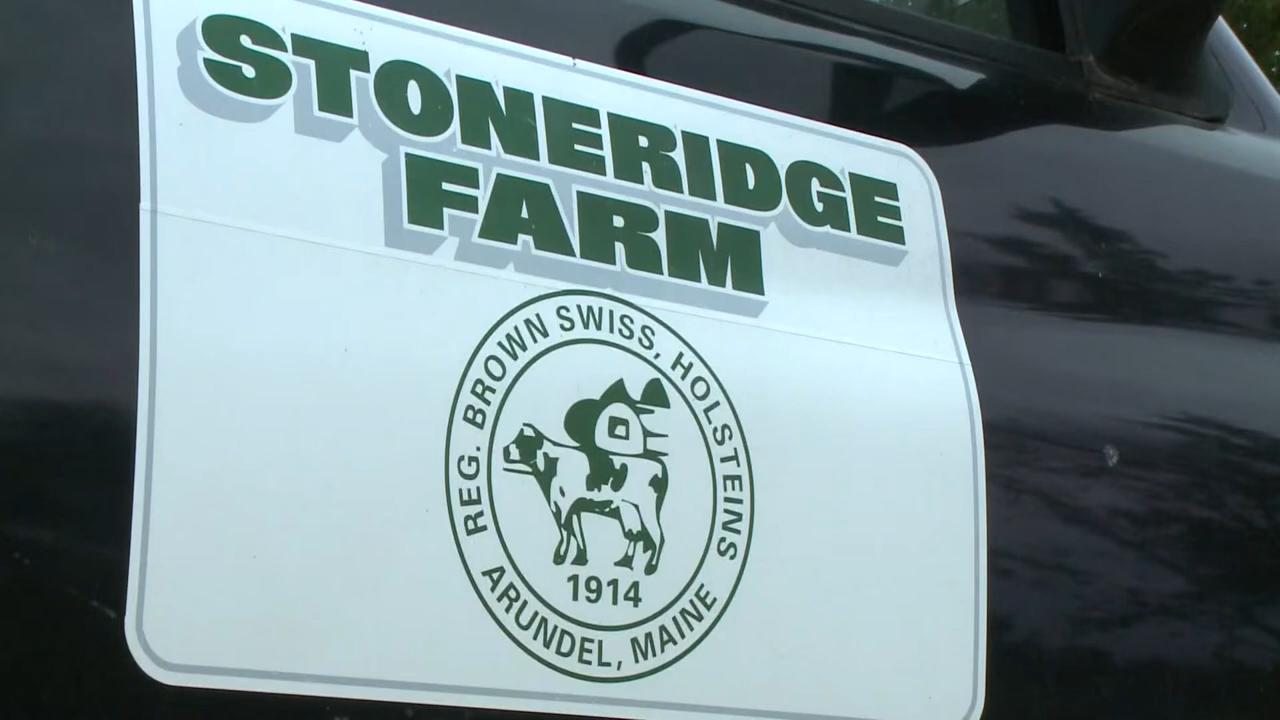 STONERIDGE
FARM
REG. BROWN SWISS, HOLSTEINS
1914
ARUNDEL, MAINE